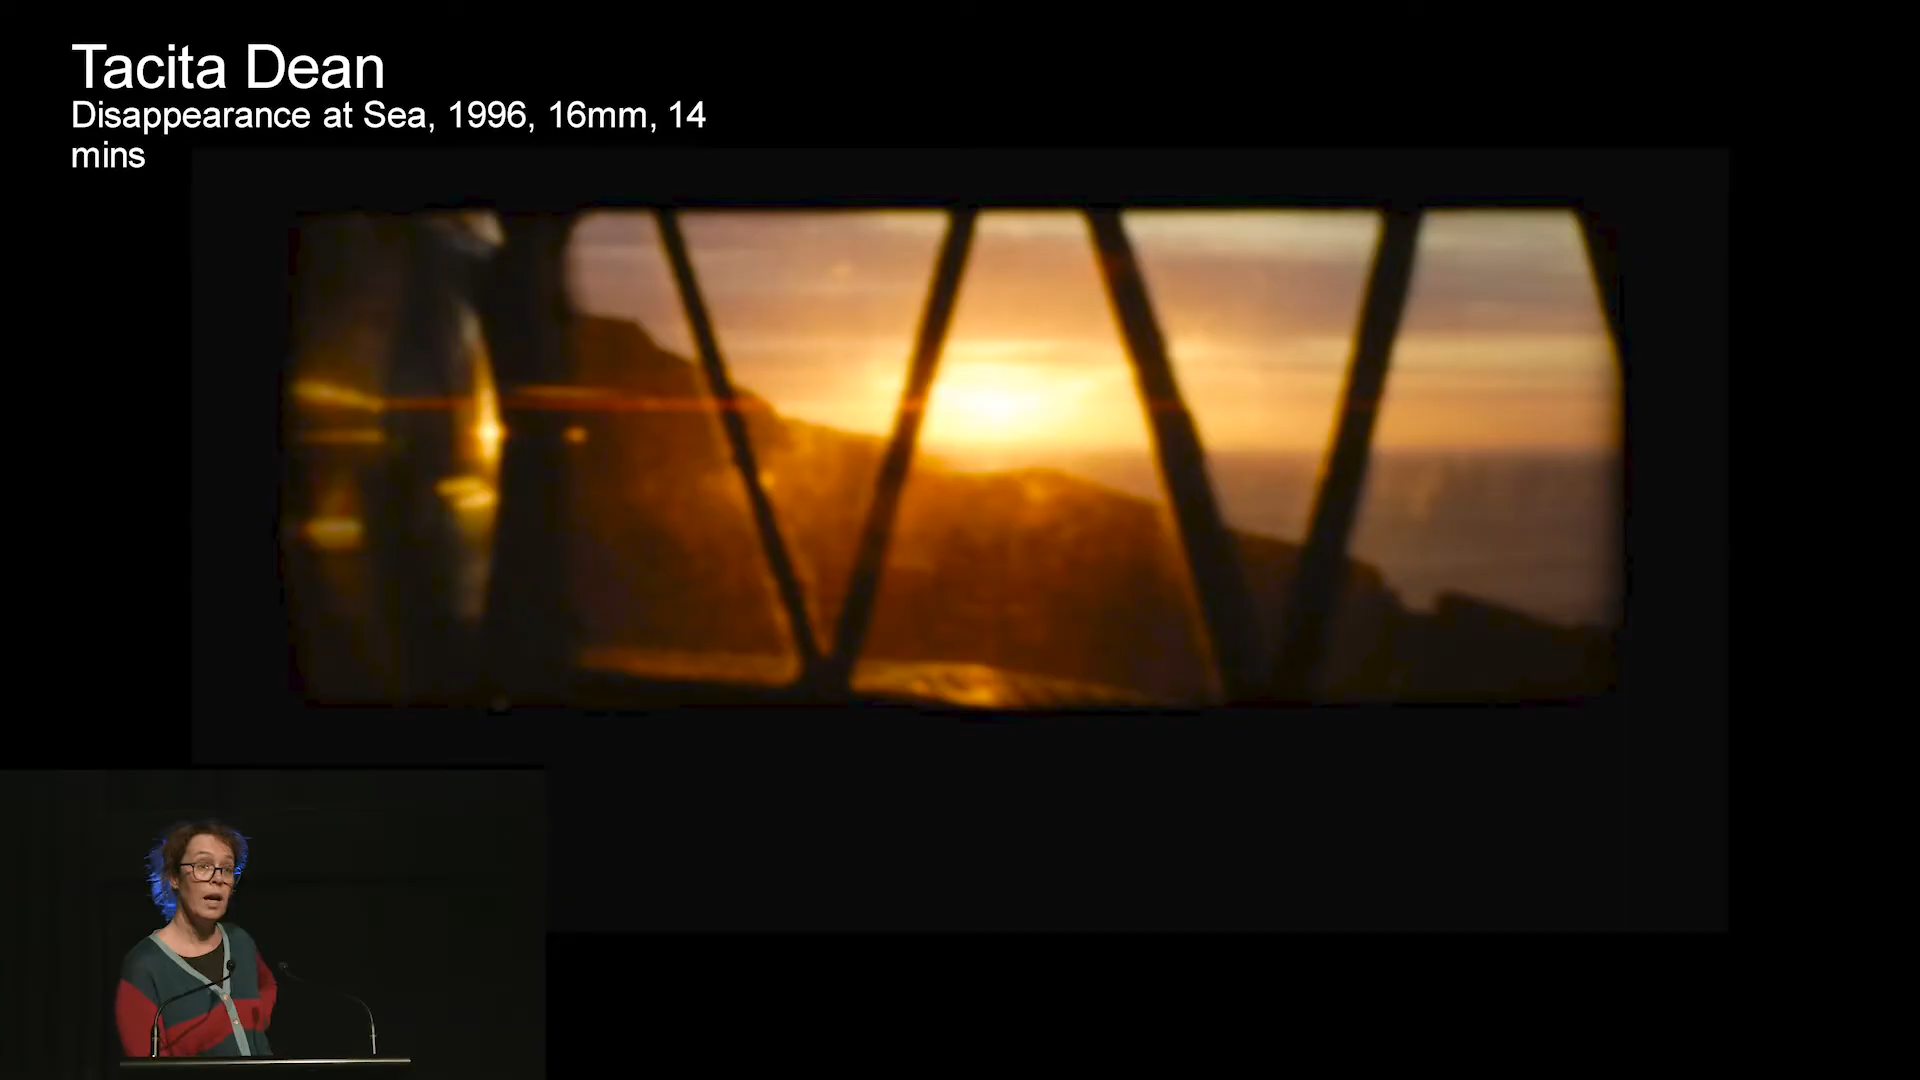 Tacita Dean
Disappearance at Sea, 1996, 16mm, 14
mins